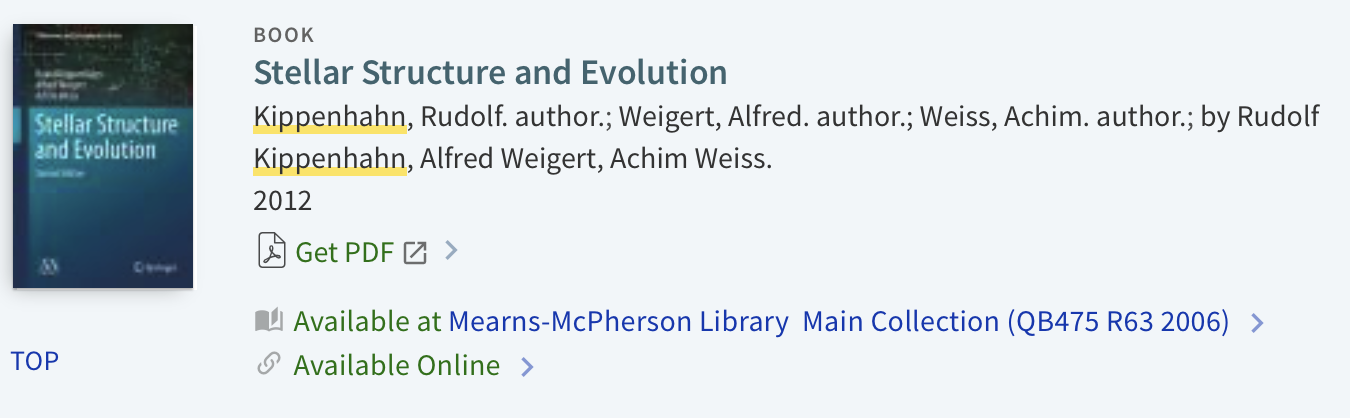 BOOK
Stellar Structure and Evolution
Kippenhahn, Rudolf. author.; Weigert, Alfred. author.; Weiss, Achim. author.; by Rudolf
Kippenhahn, Alfred Weigert, Achim Weiss.
2012
Get PDF
Available at Mearns-McPherson Library Main Collection (QB475 R63 2006)
Available Online
Stellar Structure
and Evolution
Springer
TOP